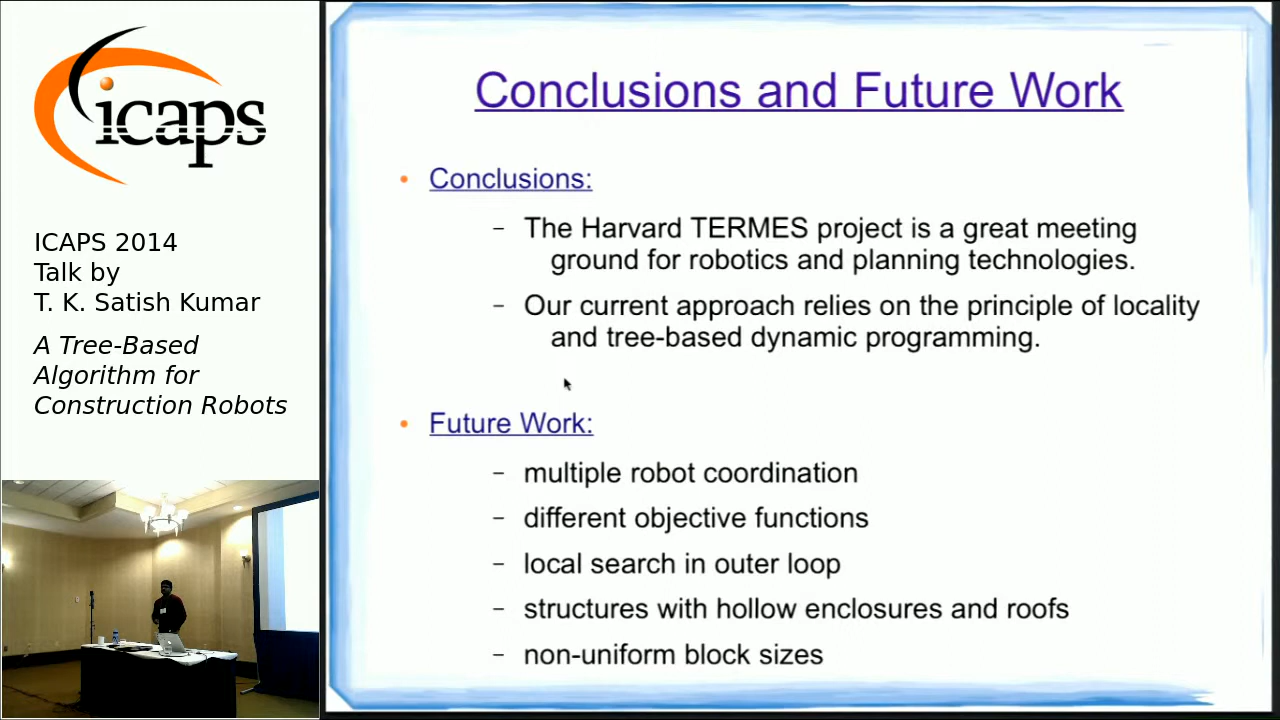 icaps
ICAPS 2014
Talk by
T. K. Satish Kumar
A Tree-Based
Algorithm for
Construction Robots
Conclusions and Future Work
• Conclusions:
– The Harvard TERMES project is a great meeting
ground for robotics and planning technologies.
– Our current approach relies on the principle of locality
and tree-based dynamic programming.
• Future Work:
– multiple robot coordination
– different objective functions
– local search in outer loop
– structures with hollow enclosures and roofs
– non-uniform block sizes